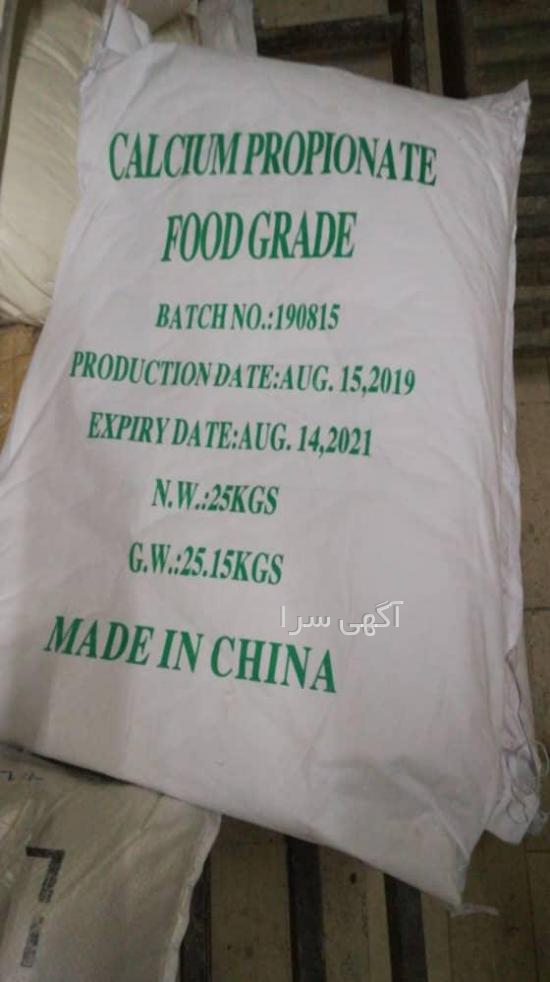 CALCIUM PROPIONATE
FOOD GRADE
BATCH NO.:190815
PRODUCTION DATE:AUG. 15,2019
EXPIRY DATE:AUG. 14,2021
N.W.:25KGS
G.W.:25.15KGS
آگهی سرا
MADE IN CHINA